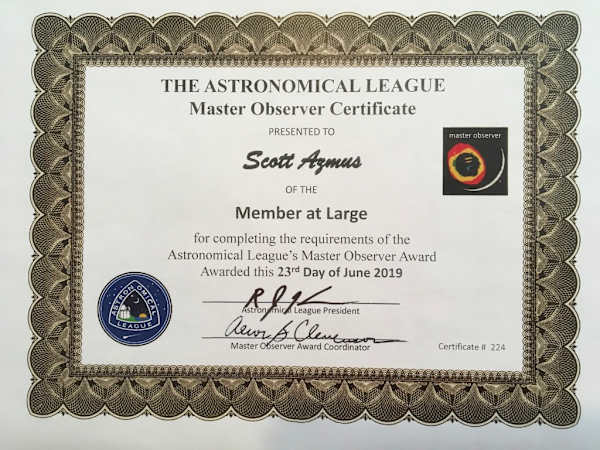 THE ASTRONOMICAL LEAGUE
Master Observer Certificate
PRESENTED TO
Scott Azmus
master observer
OF THE
Member at Large
for completing the requirements of the
Astronomical League's Master Observer Award
Awarded this 23rd Day of June 2019
Astronomical League President
Master Observer Award Coordinator
Certificate # 224
ASTRONOMICAL
LEAGUE